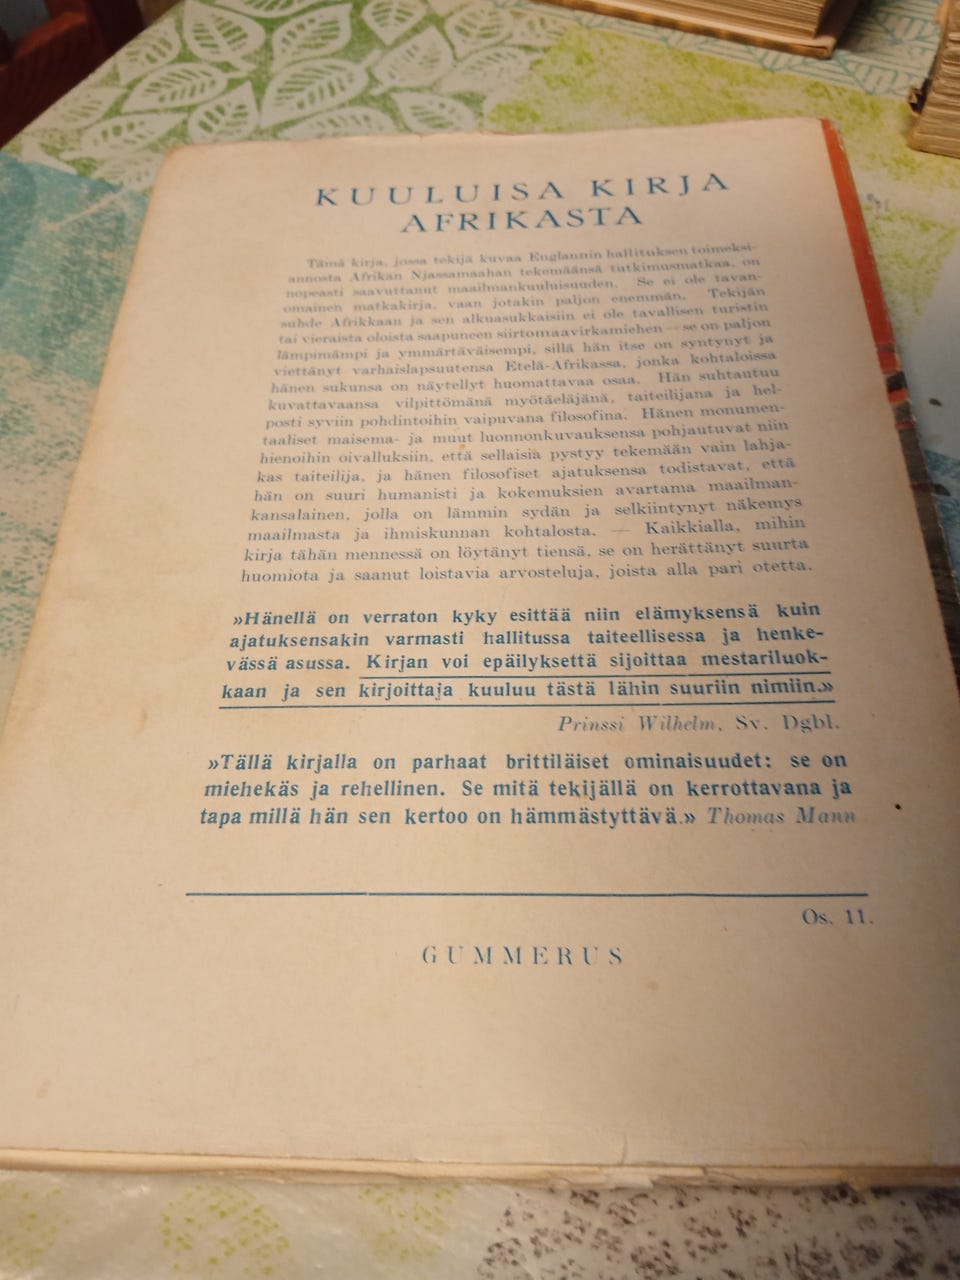 KUULUISA KIRJA
AFRIKASTA
Tämä kirja, jossa tekijä kuvaa Englannin hallituksen toimeksi-
annosta Afrikan Njassamaahan tekemäänsä tutkimusmatkaa, on
nopeasti saavuttanut maailmankuuluisuuden. Se ei ole tavan-
omainen matkakirja, vaan jotakin paljon enemmän. Tekijän
suhde Afrikkaan ja sen alkuasukkaisiin ei ole tavallisen turistin
tai vieraista oloista saapuneen siirtomaavirkamiehen — se on paljon
lämpimämpi ja ymmärtäväisempi, sillä hän itse on syntynyt ja
viettänyt varhaislapsuutensa Etelä-Afrikassa, jonka kohtaloissa
hänen sukunsa on näytellyt huomattavaa osaa. Hän suhtautuu
kuvattavaansa vilpittömänä myötäeläjänä, taiteilijana ja hel-
posti syviin pohdintoihin vaipuvana filosofina. Hänen monumen-
taaliset maisema- ja muut luonnonkuvauksensa pohjautuvat niin
hienoihin oivalluksiin, että sellaisia pystyy tekemään vain lahja-
kas taiteilija, ja hänen filosofiset ajatuksensa todistavat, että
hän on suuri humanisti ja kokemuksien avartama maailman-
kansalainen, jolla on lämmin sydän ja selkiintynyt näkemys
maailmasta ja ihmiskunnan kohtalosta. — Kaikkialla, mihin
kirja tähän mennessä on löytänyt tiensä, se on herättänyt suurta
huomiota ja saanut loistavia arvosteluja, joista alla pari otetta.
»Hänellä on verraton kyky esittää niin elämyksensä kuin
ajatuksensakin varmasti hallitussa taiteellisessa ja henke-
vässä asussa. Kirjan voi epäilyksettä sijoittaa mestariluok-
kaan ja sen kirjoittaja kuuluu tästä lähin suuriin nimiin.»
Prinssi Wilhelm, Sv. Dgbl.
»Tällä kirjalla on parhaat brittiläiset ominaisuudet: se on
miehekäs ja rehellinen. Se mitä tekijällä on kerrottavana ja
tapa millä hän sen kertoo on hämmästyttävä.» Thomas Mann
Os. 11.
GUMMERUS